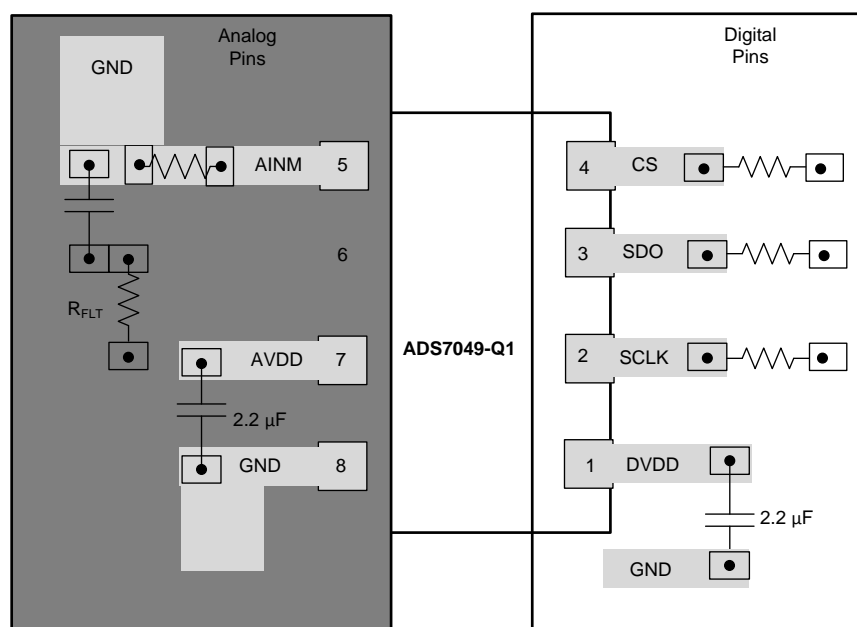 Analog
Pins
Digital
Pins
GND
AINM
5
4
CS
6
3
SDO
R_FLT
AVDD
7
ADS7049-Q1
2
SCLK
2.2 µF
GND
8
1
DVDD
2.2 µF
GND